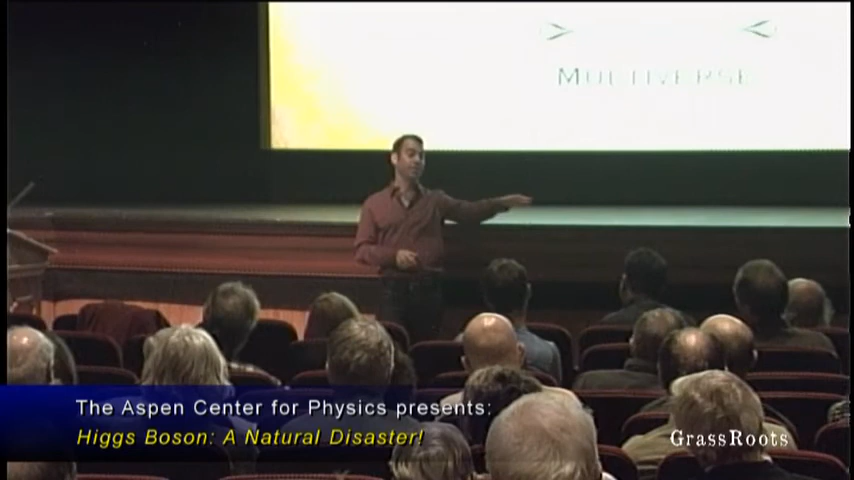 MULTIVERSE
The Aspen Center for Physics presents:
Higgs Boson: A Natural Disaster!
GRASSROOTS